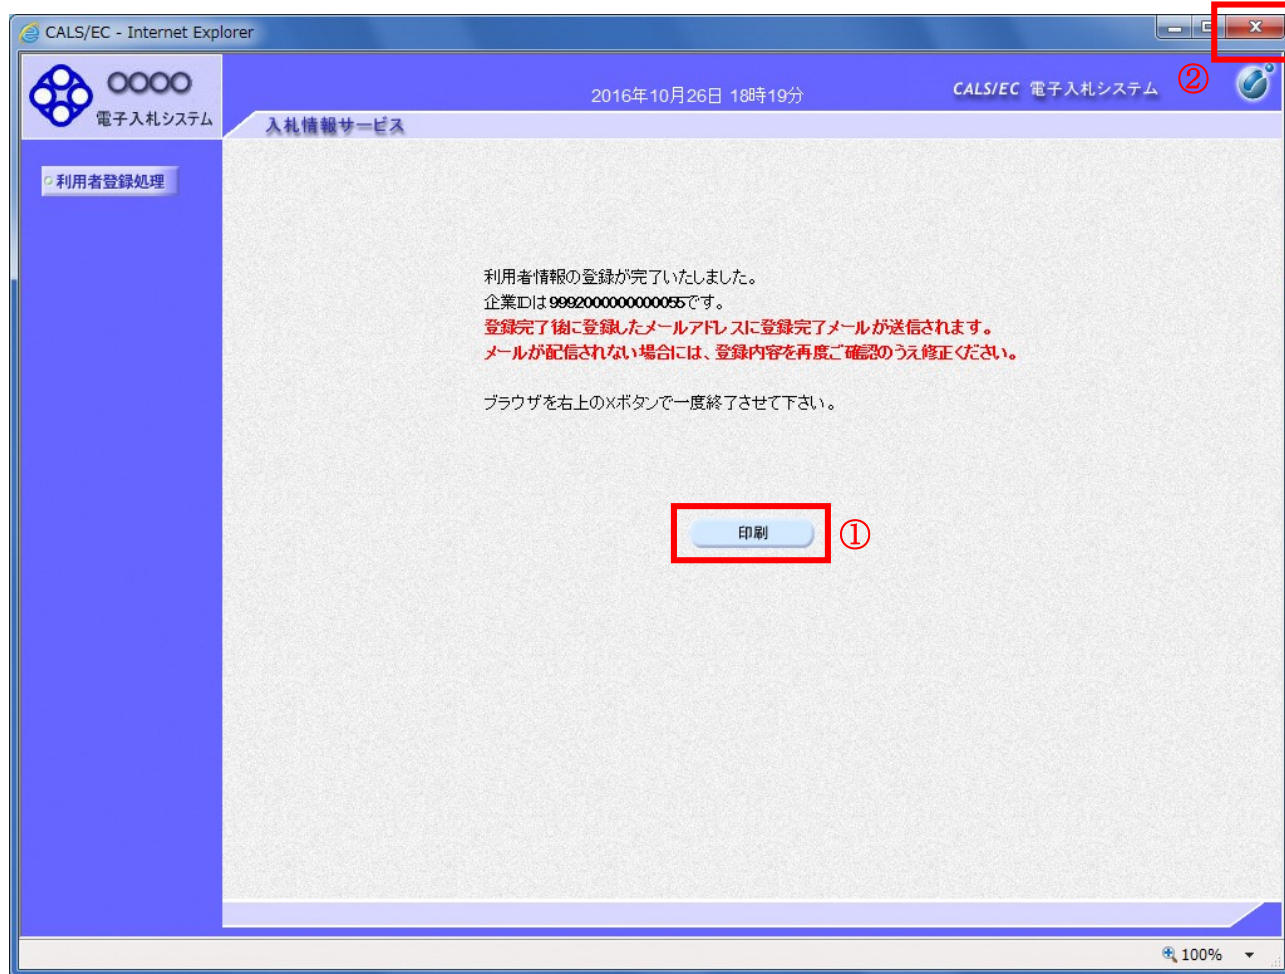 CALS/EC - Internet Explorer
○○○○
電子入札システム
2016年10月26日 18時19分
CALS/EC 電子入札システム
②
入札情報サービス
利用者登録処理
利用者情報の登録が完了いたしました。
企業IDは9992000000000055です。
登録完了後に登録したメールアドレスに登録完了メールが送信されます。
メールが配信されない場合には、登録内容を再度ご確認のうえ修正ください。
ブラウザを右上の×ボタンで一度終了させて下さい。
印刷
①
100%